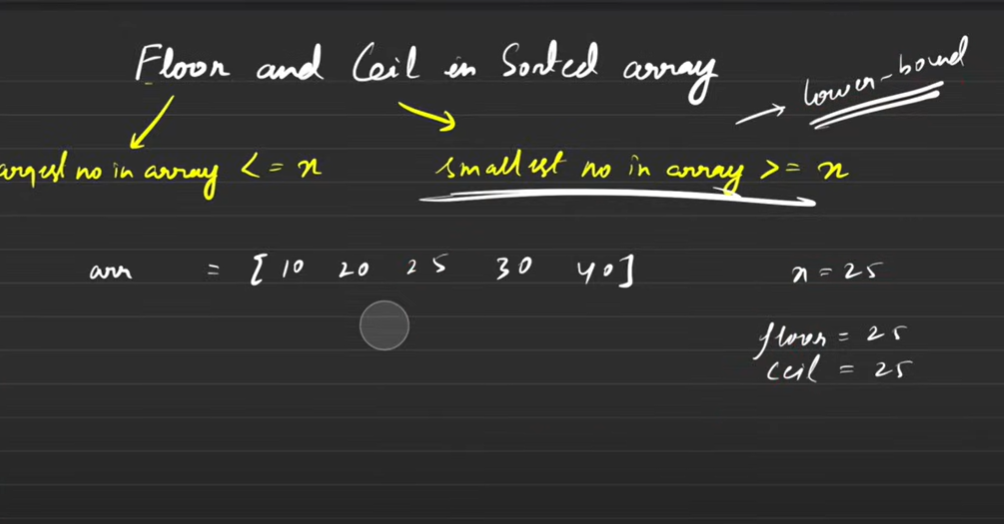 Floor and Ceil in Sorted array
lower-bound
argest no in array <= x
smallest no in array >= x
arr = [10 20 25 30 40]
x = 25
floor = 25
ceil = 25